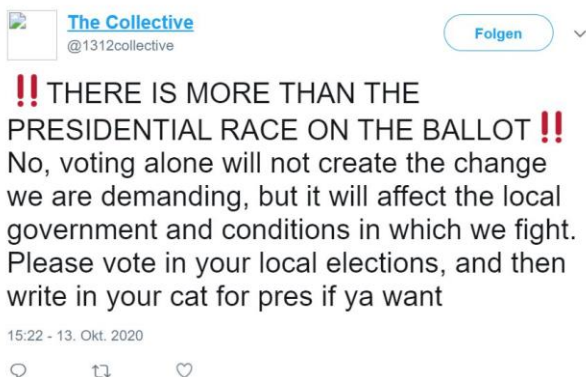 The Collective
@1312collective
Folgen
‼ THERE IS MORE THAN THE
PRESIDENTIAL RACE ON THE BALLOT ‼
No, voting alone will not create the change
we are demanding, but it will affect the local
government and conditions in which we fight.
Please vote in your local elections, and then
write in your cat for pres if ya want
15:22 - 13. Okt. 2020